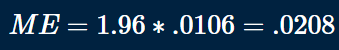 ME = 1.96 * .0106 = .0208